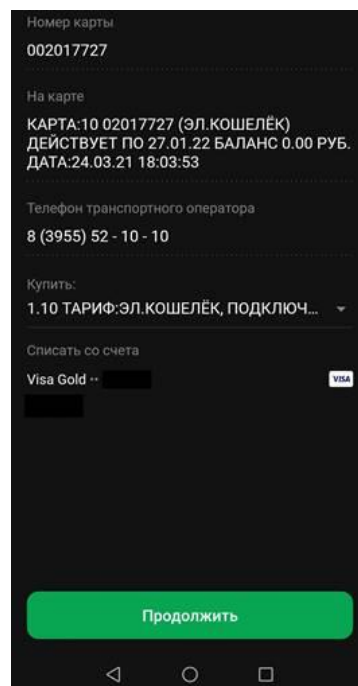 Номер карты
002017727
На карте
КАРТА:10 02017727 (ЭЛ.КОШЕЛЁК)
ДЕЙСТВУЕТ ПО 27.01.22 БАЛАНС 0.00 РУБ.
ДАТА:24.03.21 18:03:53
Телефон транспортного оператора
8 (3955) 52 - 10 - 10
Купить:
1.10 ТАРИФ:ЭЛ.КОШЕЛЁК, ПОДКЛЮЧ...
Списать со счета
Visa Gold ··
VISA
Продолжить